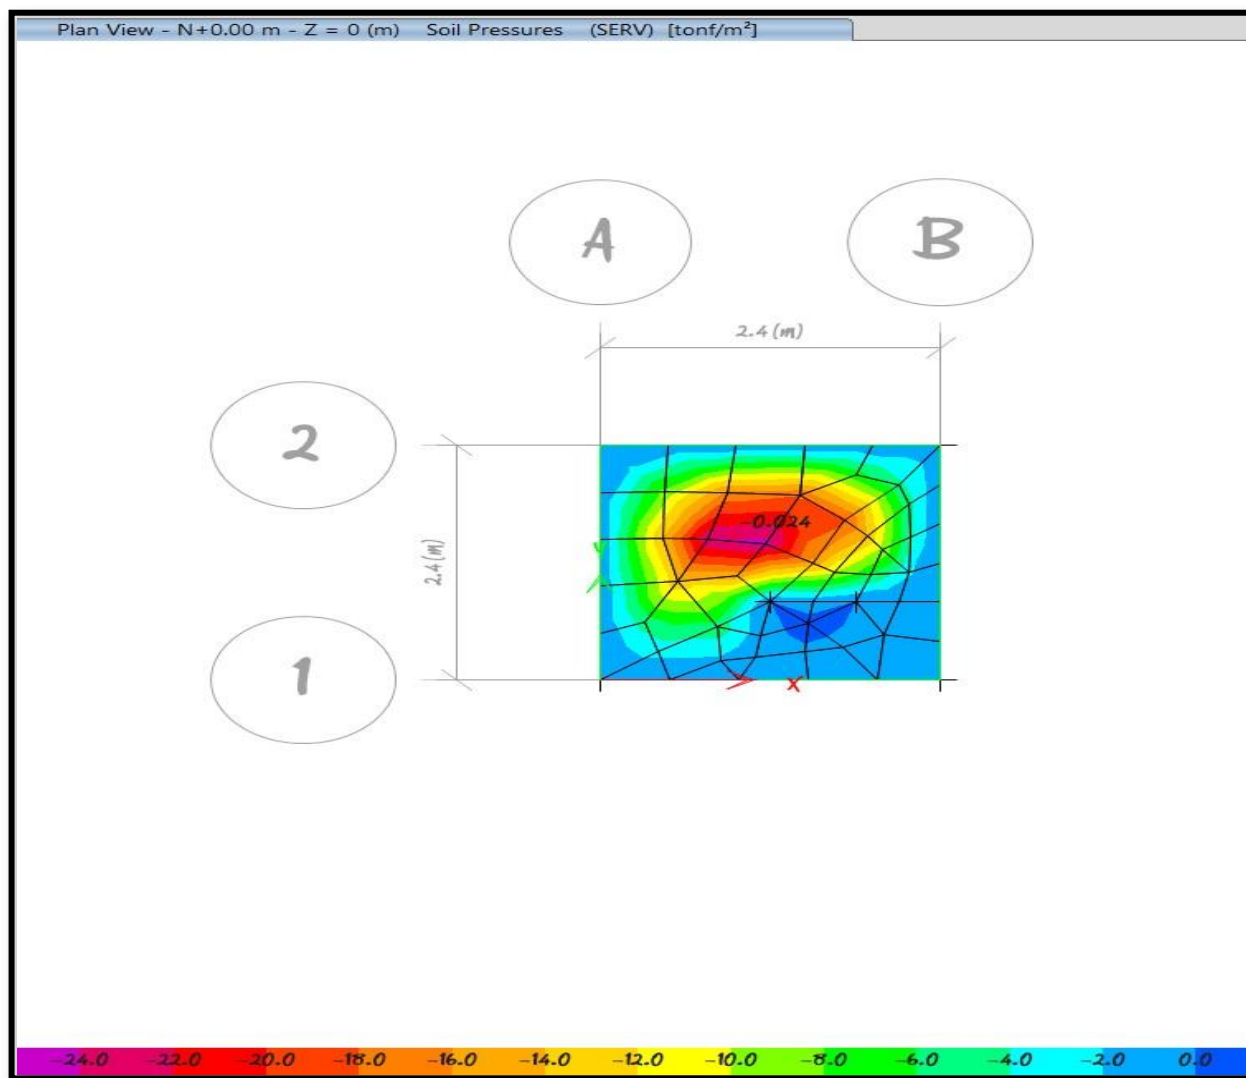 Plan View - N+0.00 m - Z = 0 (m) Soil Pressures (SERV) [tonf/m²]
A B
2.4 (m)
2
-0.024
2.4 (m)
Y
1
X
-24.0 -22.0 -20.0 -18.0 -16.0 -14.0 -12.0 -10.0 -8.0 -6.0 -4.0 -2.0 0.0